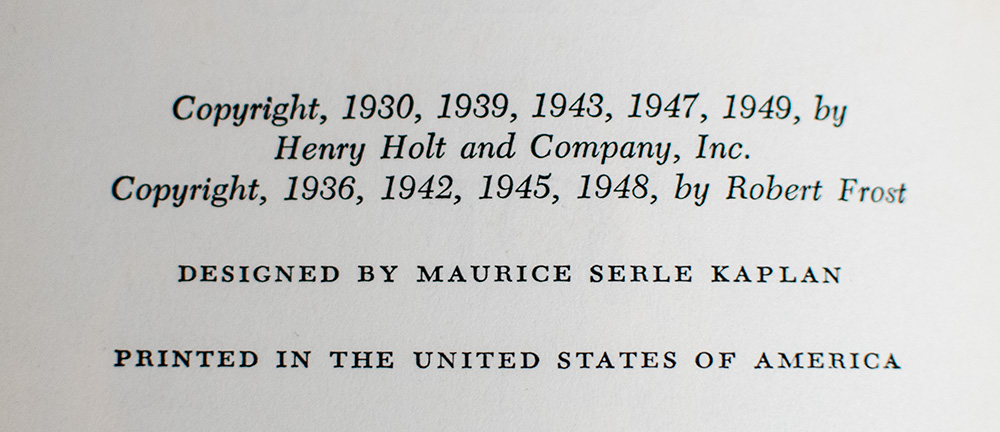 Copyright, 1930, 1939, 1943, 1947, 1949, by
Henry Holt and Company, Inc.
Copyright, 1936, 1942, 1945, 1948, by Robert Frost
DESIGNED BY MAURICE SERLE KAPLAN
PRINTED IN THE UNITED STATES OF AMERICA